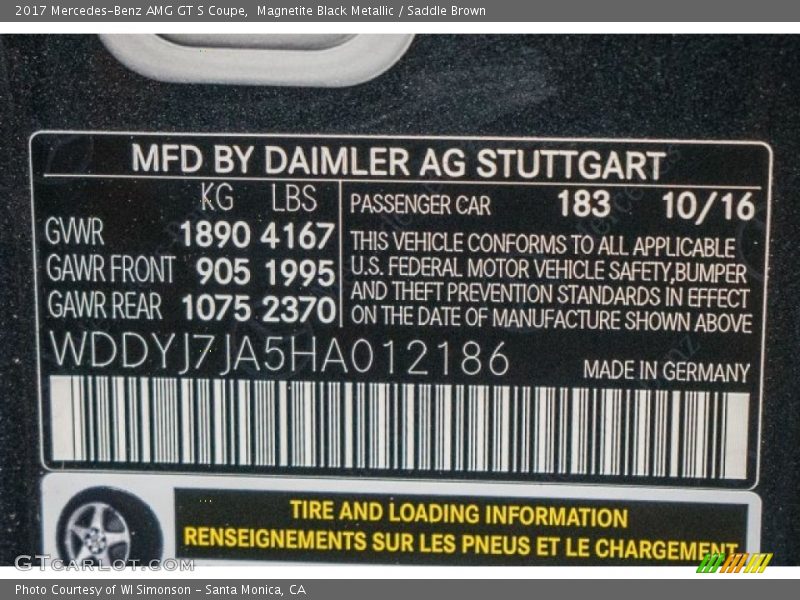 2017 Mercedes-Benz AMG GT S Coupe,  Magnetite Black Metallic / Saddle Brown
MFD BY DAIMLER AG STUTTGART
KG LBS
GVWR 1890 4167
GAWR FRONT 905 1995
GAWR REAR 1075 2370
PASSENGER CAR 183 10/16
THIS VEHICLE CONFORMS TO ALL APPLICABLE
U.S. FEDERAL MOTOR VEHICLE SAFETY,BUMPER
AND THEFT PREVENTION STANDARDS IN EFFECT
ON THE DATE OF MANUFACTURE SHOWN ABOVE
WDDYJ7JA5HA012186
MADE IN GERMANY
TIRE AND LOADING INFORMATION
RENSEIGNEMENTS SUR LES PNEUS ET LE CHARGEMENT
GTCarLot.com
Photo Courtesy of WI Simonson - Santa Monica, CA